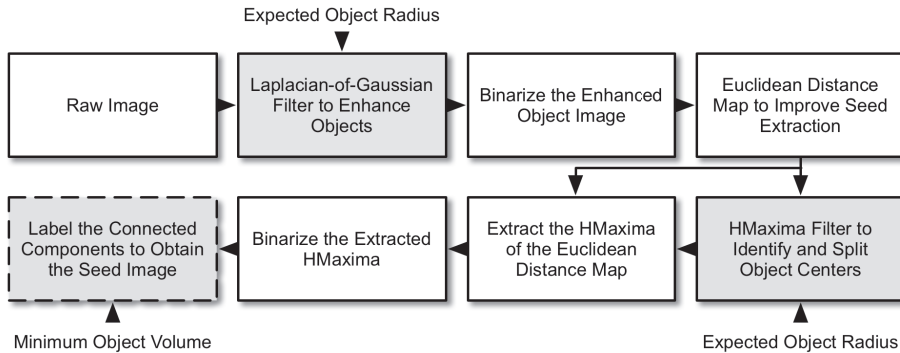 Expected Object Radius
Raw Image
Laplacian-of-Gaussian
Filter to Enhance
Objects
Binarize the Enhanced
Object Image
Euclidean Distance
Map to Improve Seed
Extraction
Label the Connected
Components to Obtain
the Seed Image
Binarize the Extracted
HMaxima
Extract the HMaxima
of the Euclidean
Distance Map
HMaxima Filter to
Identify and Split
Object Centers
Minimum Object Volume
Expected Object Radius